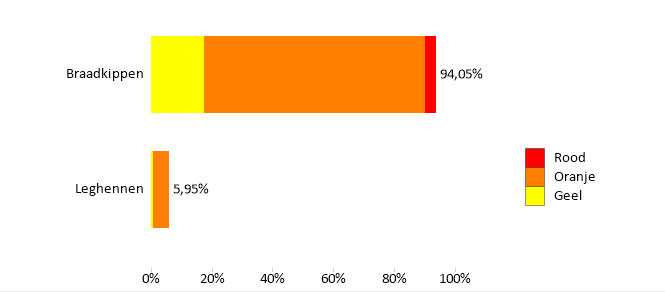 Braadkippen 94,05%
Leghennen 5,95%
Rood
Oranje
Geel
0% 20% 40% 60% 80% 100%